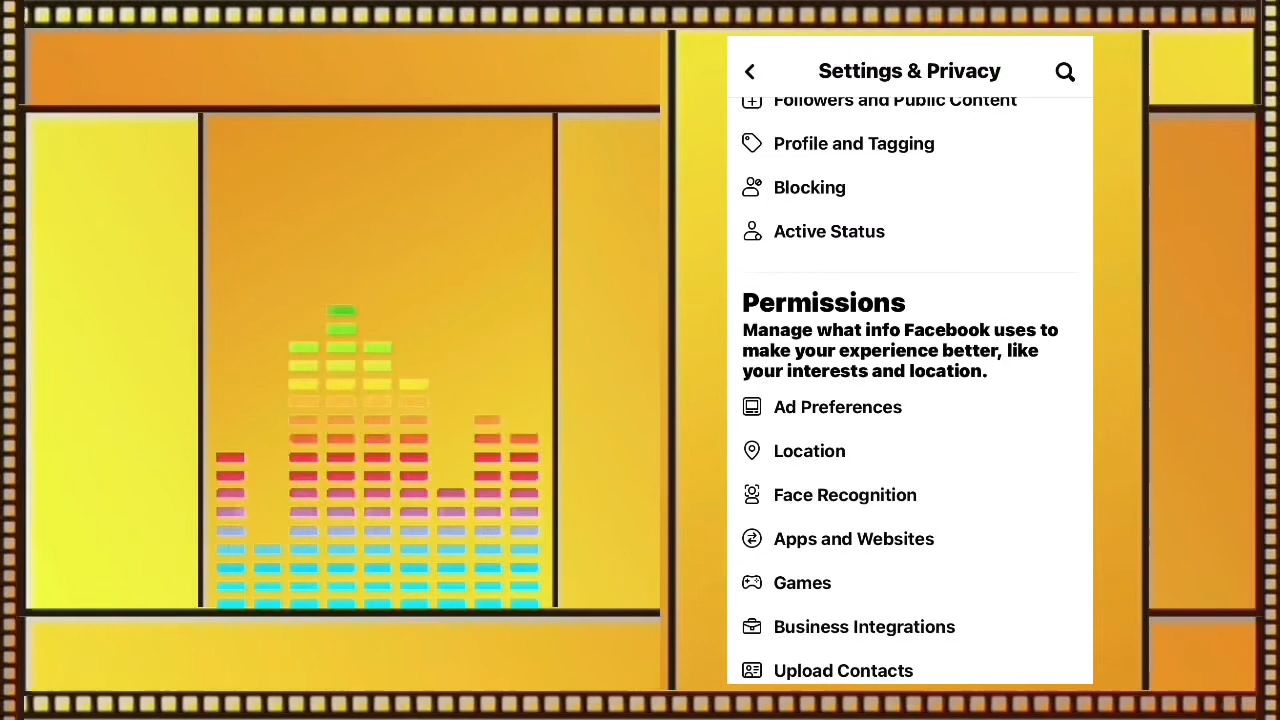 Settings & Privacy
Followers and Public Content
Profile and Tagging
Blocking
Active Status
Permissions
Manage what info Facebook uses to
make your experience better, like
your interests and location.
Ad Preferences
Location
Face Recognition
Apps and Websites
Games
Business Integrations
Upload Contacts